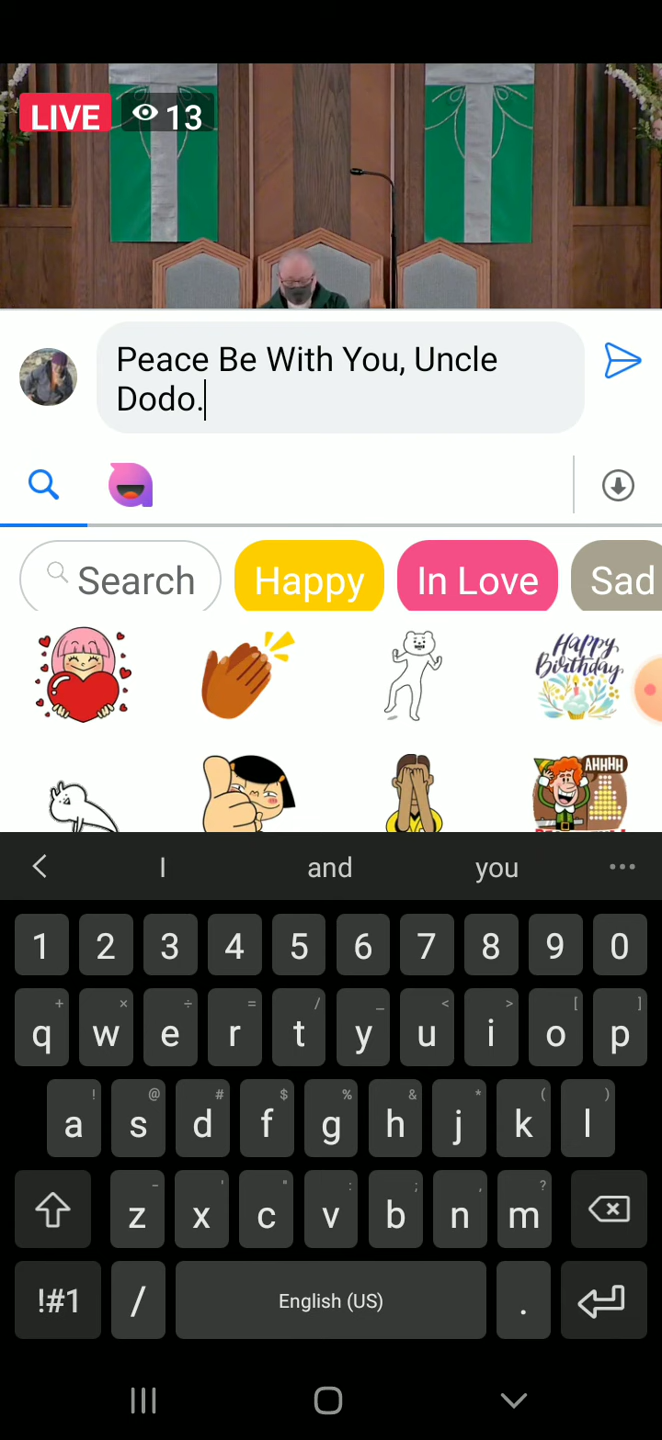 LIVE 13
Peace Be With You, Uncle
Dodo.
Search Happy In Love Sad
Happy
Birthday
AHHHH
I and you
1 2 3 4 5 6 7 8 9 0
+ × ÷ = / _ < > [ ]
q w e r t y u i o p
! @ # $ % & * ( )
a s d f g h j k l
- ' " : ; , ?
z x c v b n m
!#1 / English (US) .